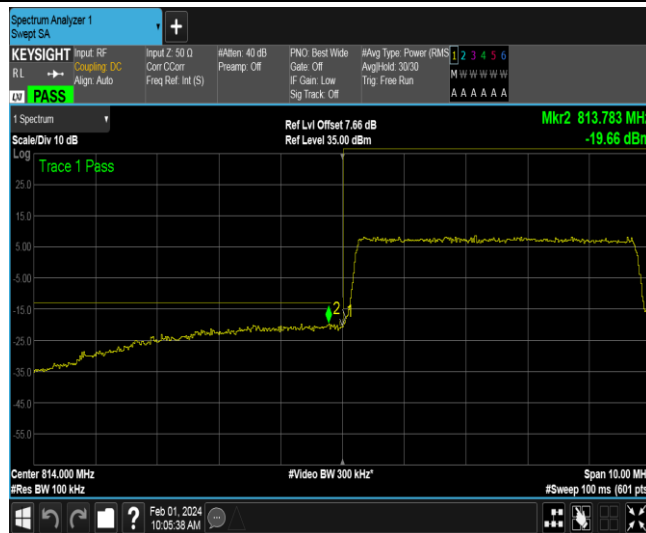 Spectrum Analyzer 1
Swept SA
+
KEYSIGHT
RL
LXI PASS
Input: RF
Coupling: DC
Align: Auto
Input Z: 50 Ω
Corr CCorr
Freq Ref: Int (S)
#Atten: 40 dB
Preamp: Off
PNO: Best Wide
Gate: Off
IF Gain: Low
Sig Track: Off
#Avg Type: Power (RMS
Avg|Hold: 30/30
Trig: Free Run
1 2 3 4 5 6
M W W W W W
A A A A A A
1 Spectrum
Scale/Div 10 dB
Ref Lvl Offset 7.66 dB
Ref Level 35.00 dBm
Mkr2 813.783 MHz
-19.66 dBm
Log
Trace 1 Pass
25.0
15.0
5.00
-5.00
-15.0
-25.0
-35.0
-45.0
-55.0
2
Center 814.000 MHz
#Res BW 100 kHz
#Video BW 300 kHz*
Span 10.00 MH
#Sweep 100 ms (601 pts
?
Feb 01, 2024
10:05:38 AM